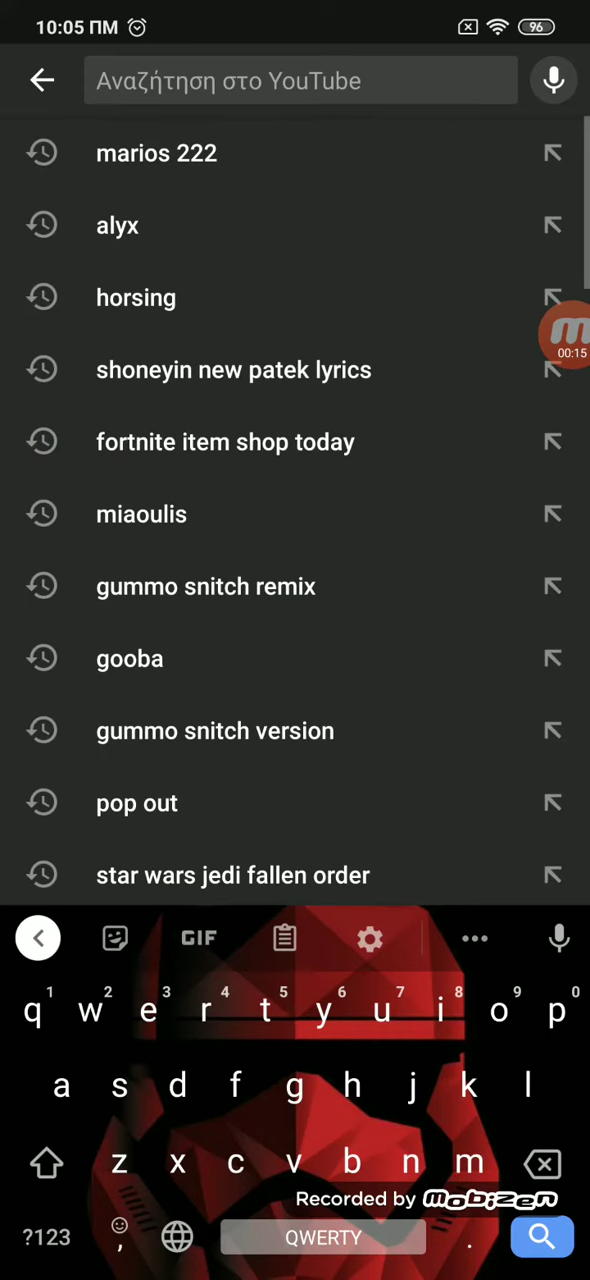 10:05 ΠΜ 96
Αναζήτηση στο YouTube
marios 222
alyx
horsing
00:15
shoneyin new patek lyrics
fortnite item shop today
miaoulis
gummo snitch remix
gooba
gummo snitch version
pop out
star wars jedi fallen order
GIF
1 2 3 4 5 6 7 8 9 0
q w e r t y u i o p
a s d f g h j k l
z x c v b n m
Recorded by mobizen
?123 , QWERTY .